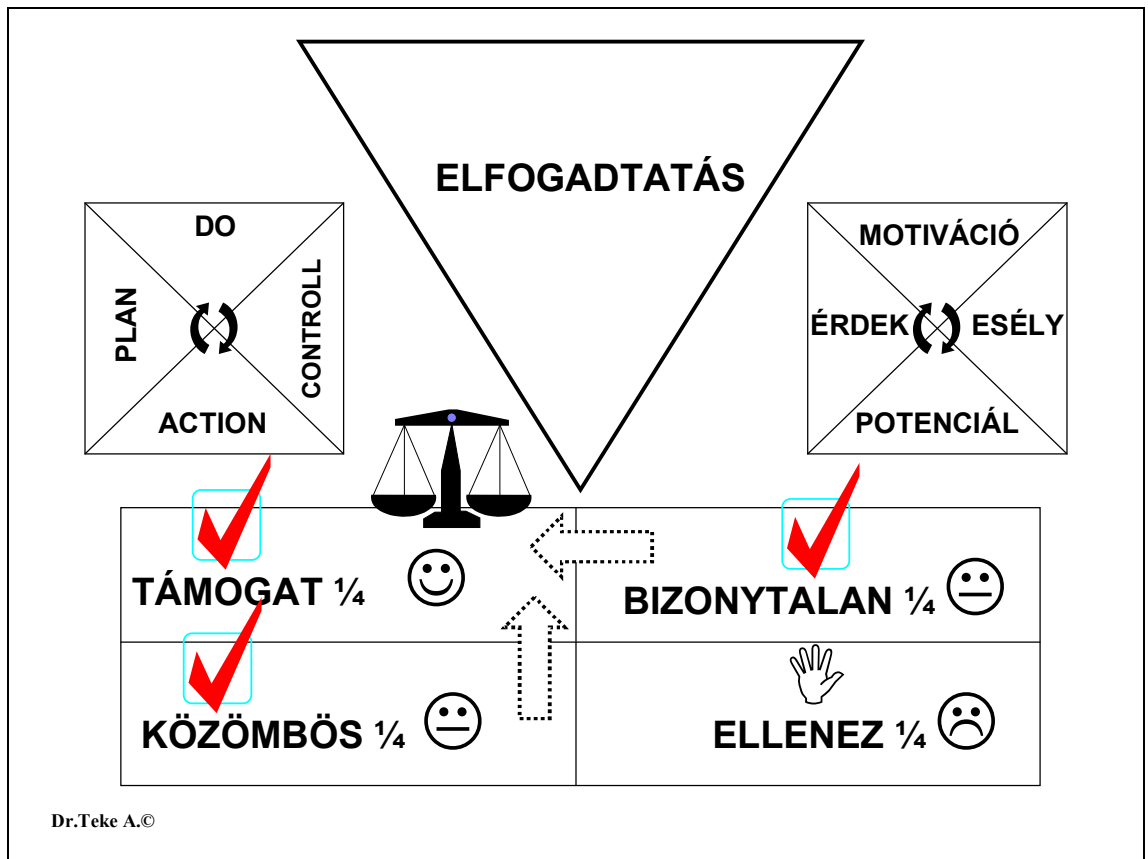 ELFOGADTATÁS
DO
PLAN
CONTROLL
ACTION
MOTIVÁCIÓ
ÉRDEK
ESÉLY
POTENCIÁL
TÁMOGAT ¼
BIZONYTALAN ¼
KÖZÖMBÖS ¼
ELLENEZ ¼
Dr.Teke A.©